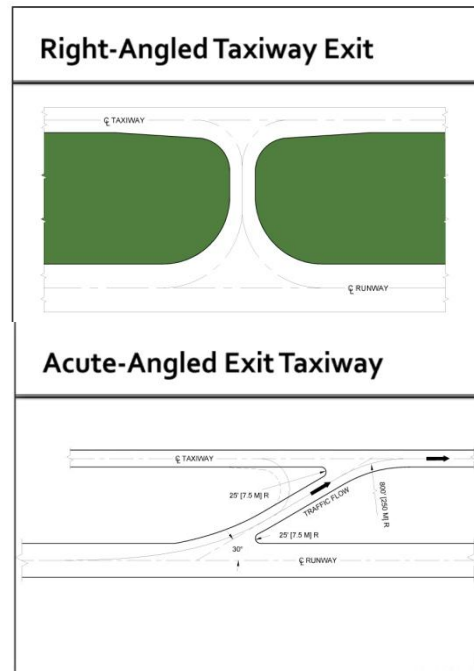 Right-Angled Taxiway Exit
℄ TAXIWAY
℄ RUNWAY
Acute-Angled Exit Taxiway
℄ TAXIWAY
25' [7.5 M] R
TRAFFIC FLOW
800' [250 M] R
25' [7.5 M] R
30°
℄ RUNWAY